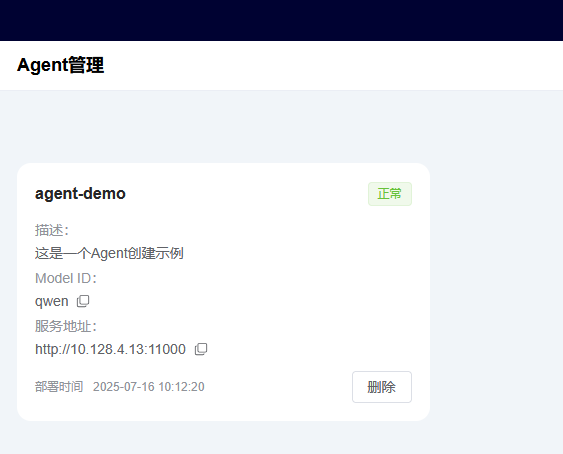 Agent管理
agent-demo 正常
描述：
这是一个Agent创建示例
Model ID：
qwen
服务地址：
http://10.128.4.13:11000
部署时间 2025-07-16 10:12:20 删除